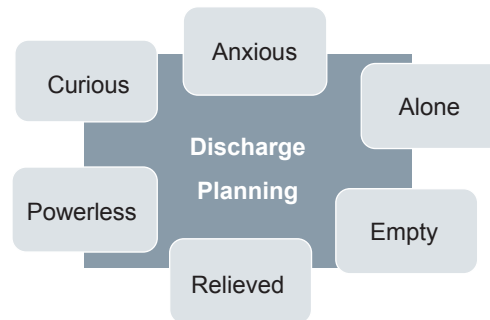 Anxious
Curious
Alone
Discharge
Planning
Powerless
Empty
Relieved